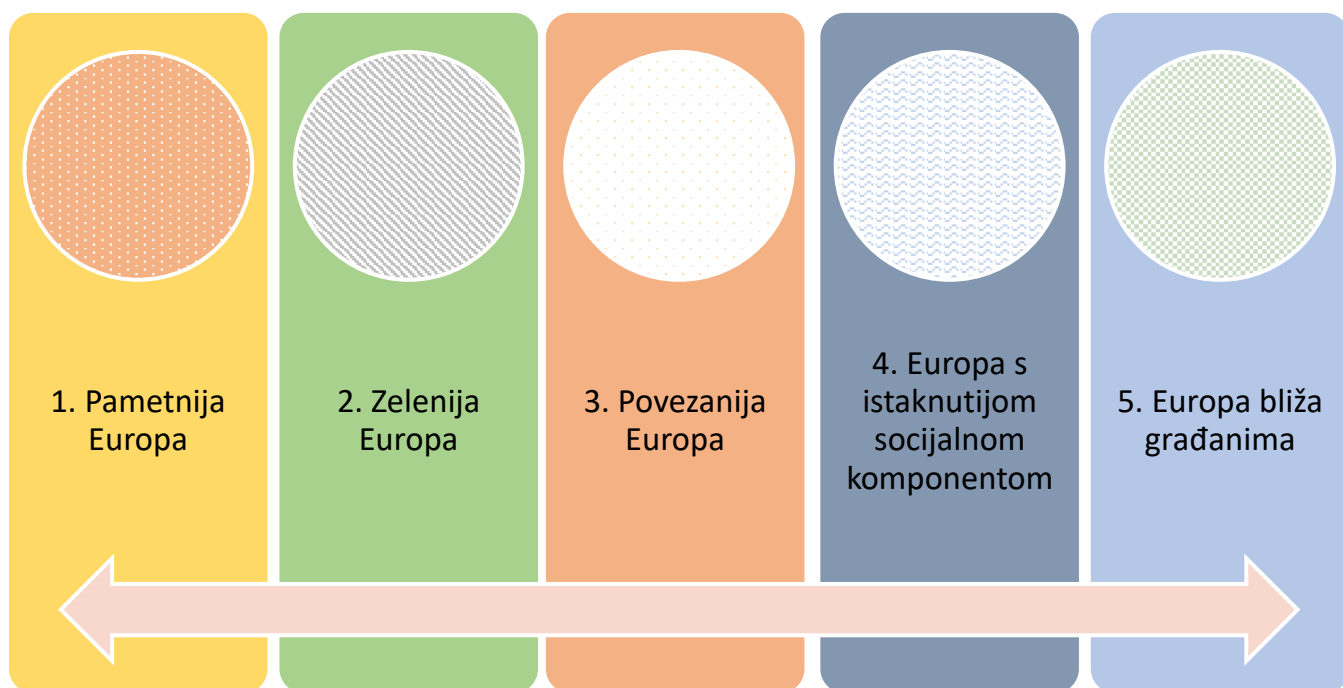 1. Pametnija
Europa
2. Zelenija
Europa
3. Povezanija
Europa
4. Europa s
istaknutijom
socijalnom
komponentom
5. Europa bliža
građanima